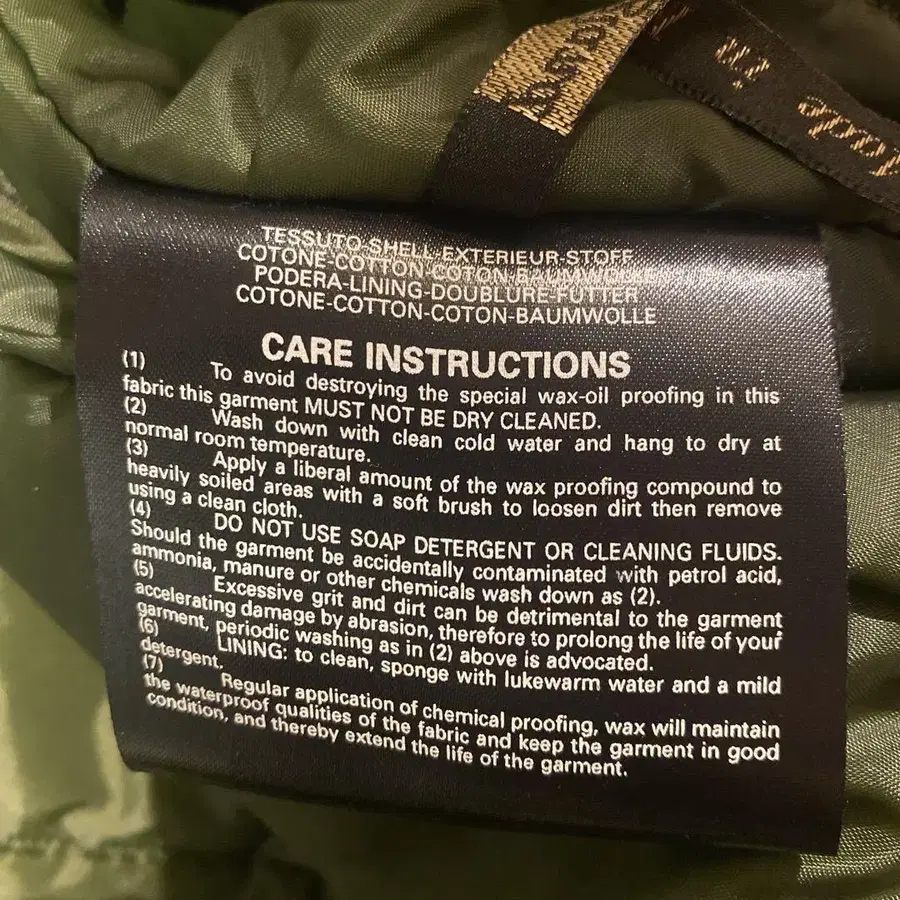 Made in
TESSUTO-SHELL-EXTERIEUR-STOFF
COTONE-COTTON-COTON-BAUMWOLLE
PODERA-LINING-DOUBLURE-FUTTER
COTONE-COTTON-COTON-BAUMWOLLE
CARE INSTRUCTIONS
(1) To avoid destroying the special wax-oil proofing in this
fabric this garment MUST NOT BE DRY CLEANED.
(2) Wash down with clean cold water and hang to dry at
normal room temperature.
(3) Apply a liberal amount of the wax proofing compound to
heavily soiled areas with a soft brush to loosen dirt then remove
using a clean cloth.
(4) DO NOT USE SOAP DETERGENT OR CLEANING FLUIDS.
Should the garment be accidentally contaminated with petrol acid,
ammonia, manure or other chemicals wash down as (2).
(5) Excessive grit and dirt can be detrimental to the garment
accelerating damage by abrasion, therefore to prolong the life of your
garment, periodic washing as in (2) above is advocated.
(6) LINING: to clean, sponge with lukewarm water and a mild
detergent,
(7) Regular application of chemical proofing, wax will maintain
the waterproof qualities of the fabric and keep the garment in good
condition, and thereby extend the life of the garment.